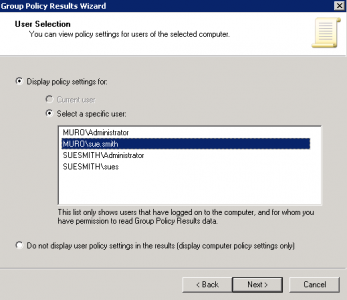 Group Policy Results Wizard
User Selection
You can view policy settings for users of the selected computer.
Display policy settings for:
Current user
Select a specific user:
MURO\Administrator
MURO\sue.smith
SUESMITH\Administrator
SUESMITH\sues
This list only shows users that have logged on to the computer, and for whom you
have permission to read Group Policy Results data.
Do not display user policy settings in the results (display computer policy settings only)
< Back
Next >
Cancel